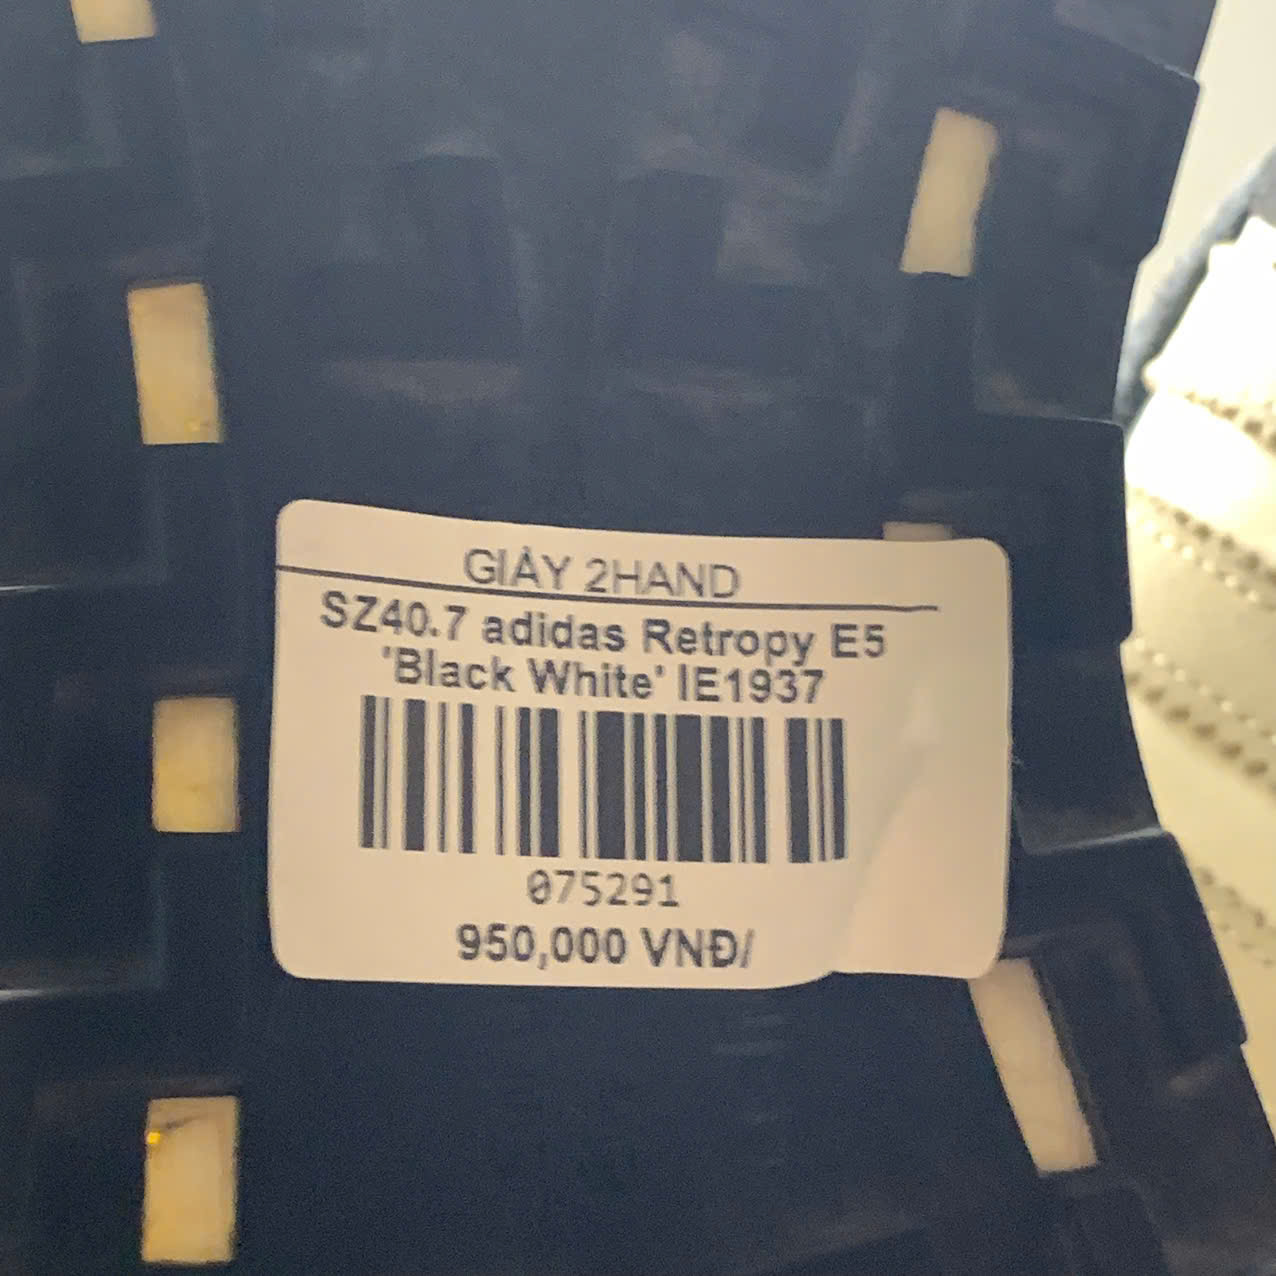 GIÀY 2HAND
SZ40.7 adidas Retropy E5
'Black White' IE1937
075291
950,000 VNĐ/